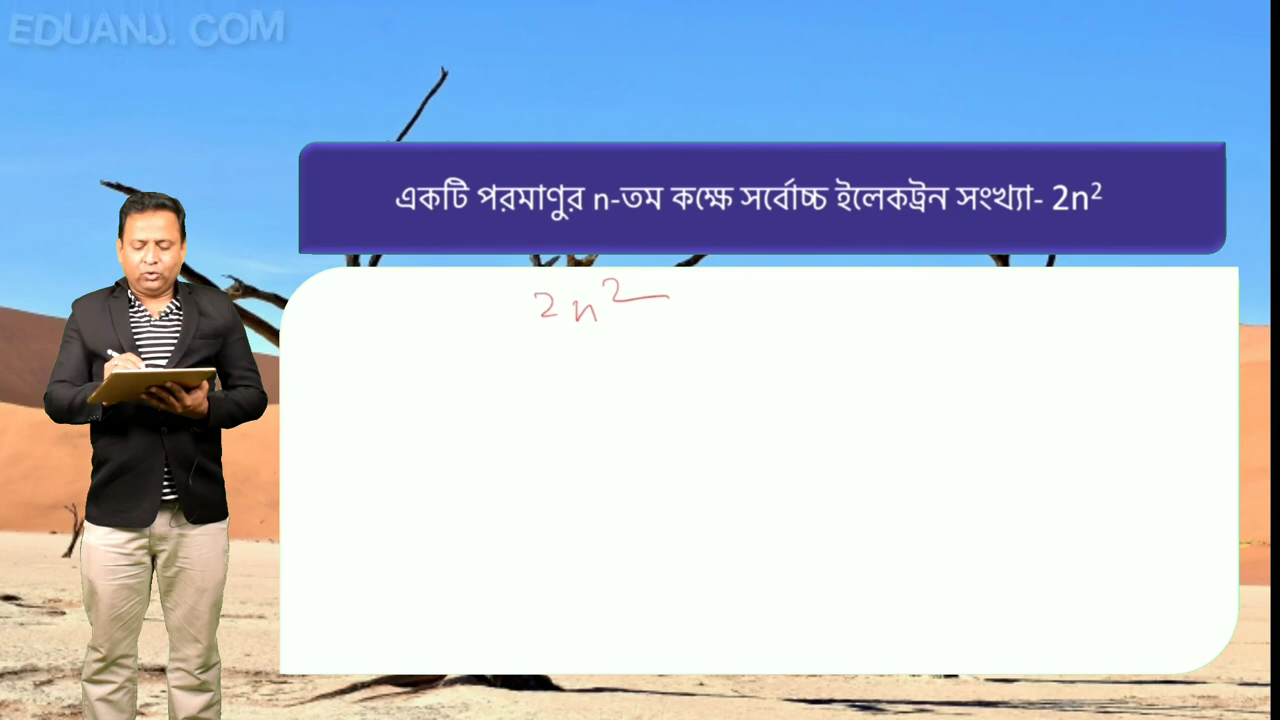 EDUANJ. COM
একটি পরমাণুর n-তম কক্ষে সর্বোচ্চ ইলেকট্রন সংখ্যা- 2n²
2n²